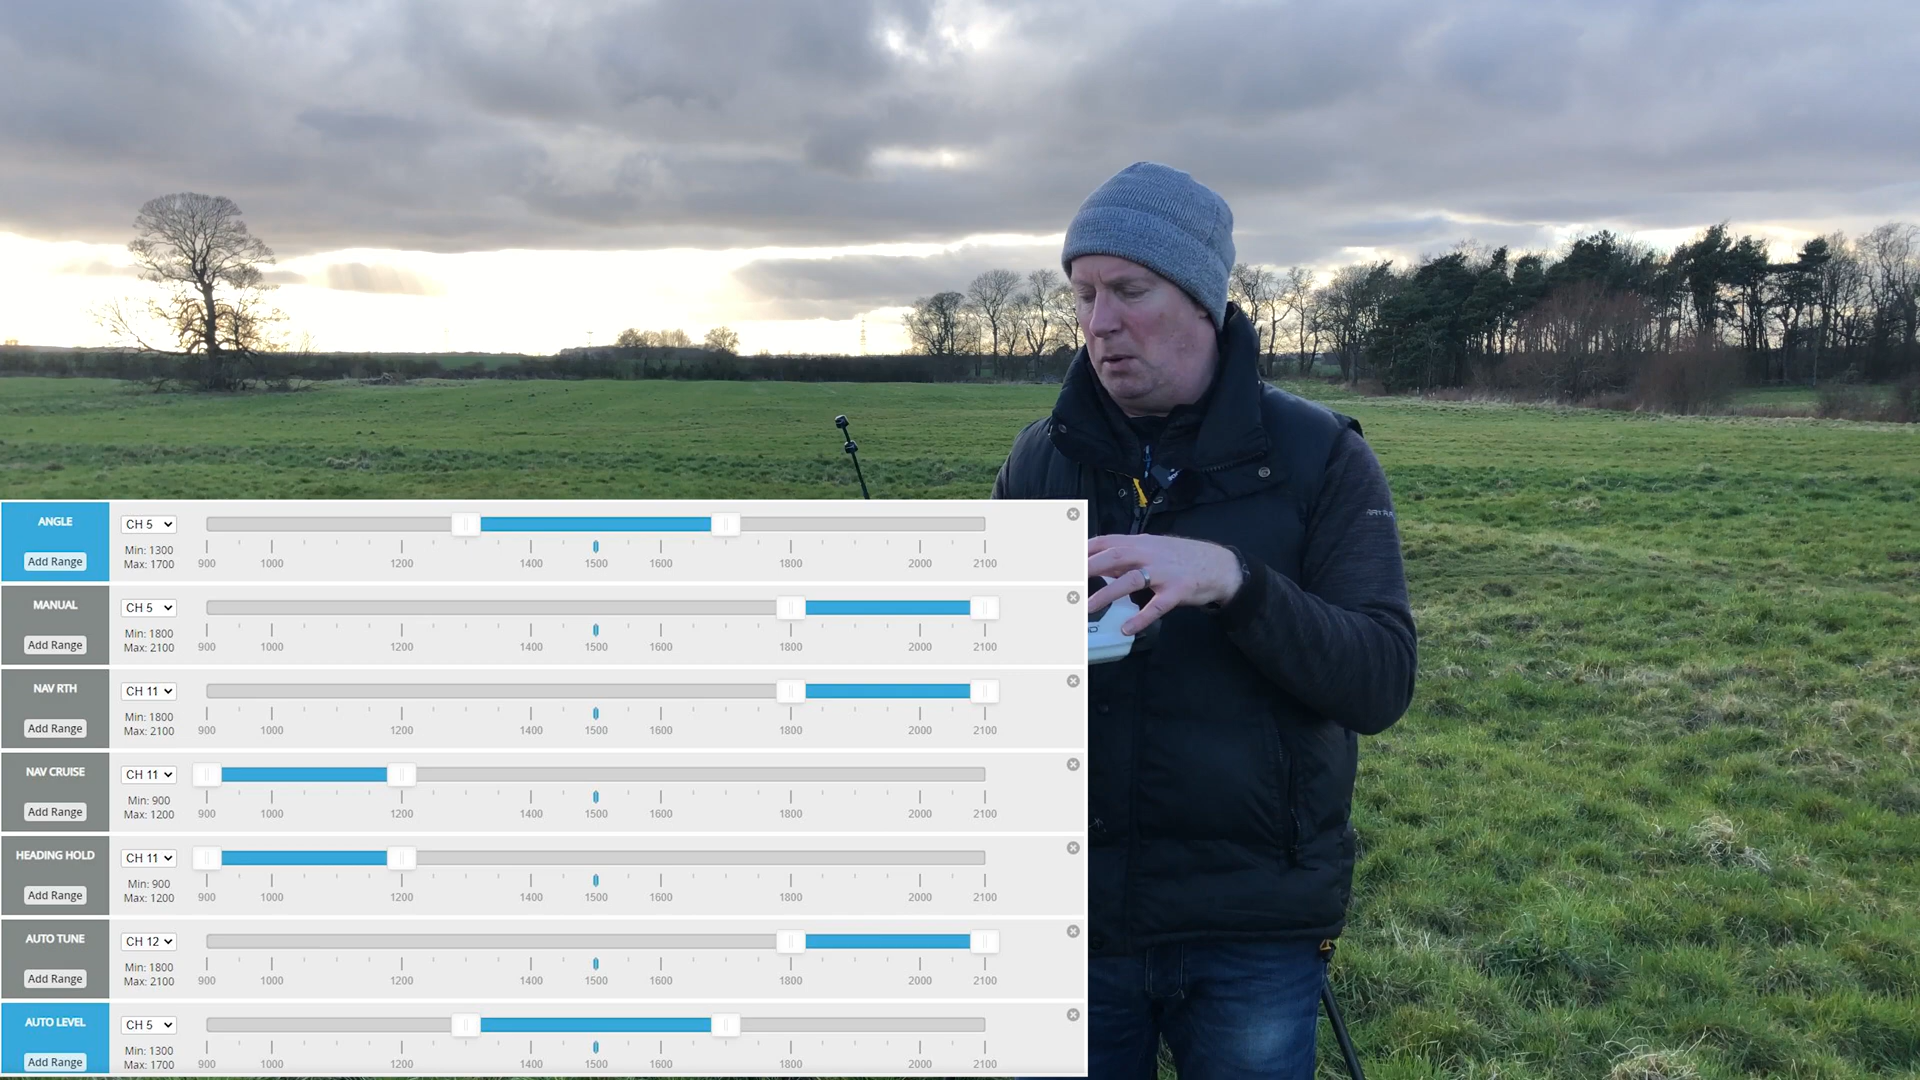 ANGLE
Add Range
CH 5
Min: 1300
Max: 1700
900 1000 1200 1400 1500 1600 1800 2000 2100
MANUAL
Add Range
CH 5
Min: 1800
Max: 2100
900 1000 1200 1400 1500 1600 1800 2000 2100
NAV RTH
Add Range
CH 11
Min: 1800
Max: 2100
900 1000 1200 1400 1500 1600 1800 2000 2100
NAV CRUISE
Add Range
CH 11
Min: 900
Max: 1200
900 1000 1200 1400 1500 1600 1800 2000 2100
HEADING HOLD
Add Range
CH 11
Min: 900
Max: 1200
900 1000 1200 1400 1500 1600 1800 2000 2100
AUTO TUNE
Add Range
CH 12
Min: 1800
Max: 2100
900 1000 1200 1400 1500 1600 1800 2000 2100
AUTO LEVEL
Add Range
CH 5
Min: 1300
Max: 1700
900 1000 1200 1400 1500 1600 1800 2000 2100